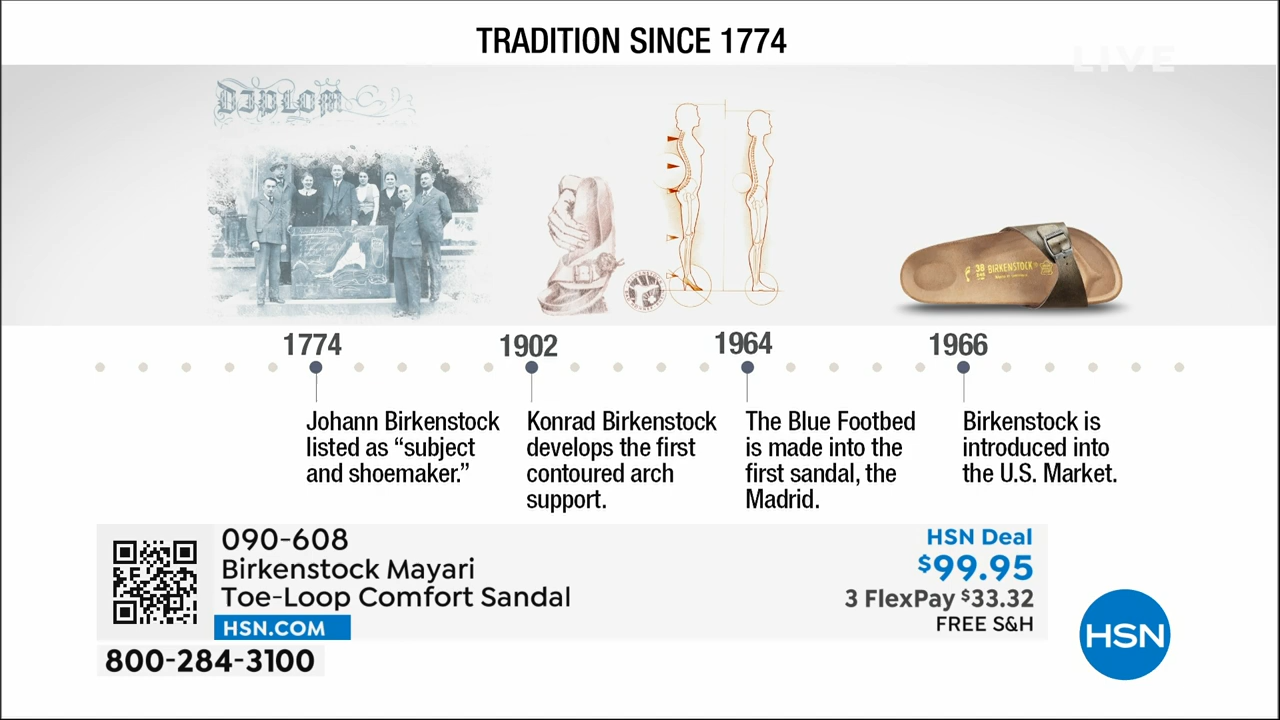 TRADITION SINCE 1774
LIVE
Diplom
BIRKENSTOCK
38
1774
1902
1964
1966
Johann Birkenstock
listed as “subject
and shoemaker.”
Konrad Birkenstock
develops the first
contoured arch
support.
The Blue Footbed
is made into the
first sandal, the
Madrid.
Birkenstock is
introduced into
the U.S. Market.
090-608
Birkenstock Mayari
Toe-Loop Comfort Sandal
HSN.COM
800-284-3100
HSN Deal
$99.95
3 FlexPay $33.32
FREE S&H
HSN